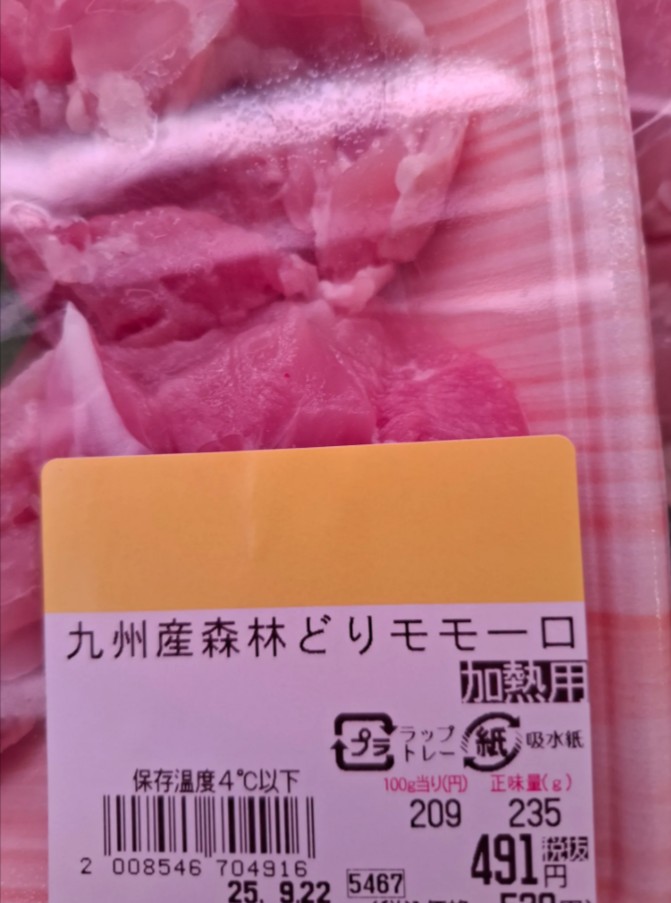 九州産森林どりモモ一口
加熱用
プラ ラップ トレー 紙 吸水紙
保存温度4℃以下 100g当り(円) 正味量(g)
209 235
2 008546 704916 491円 税抜
25. 9.22 5467